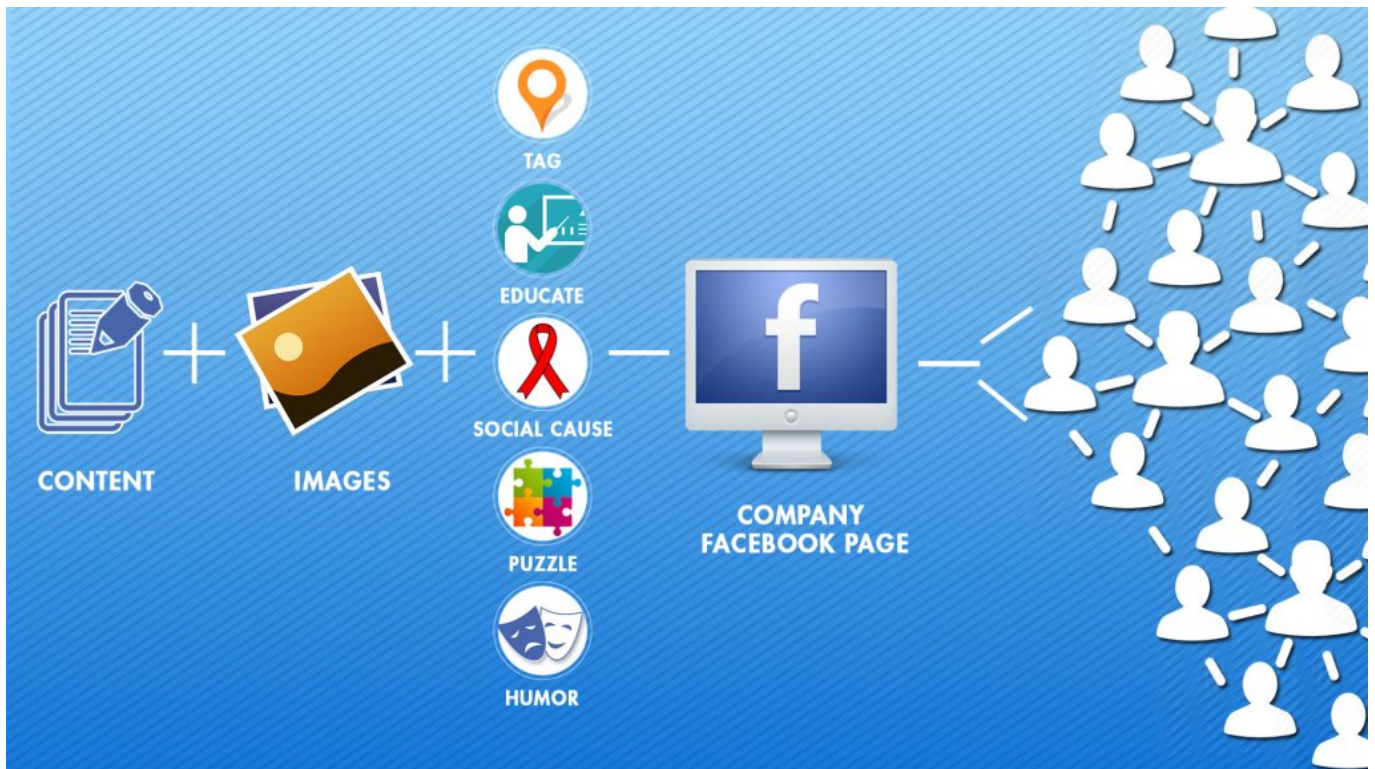 CONTENT
IMAGES
TAG
EDUCATE
SOCIAL CAUSE
PUZZLE
HUMOR
f
COMPANY
FACEBOOK PAGE